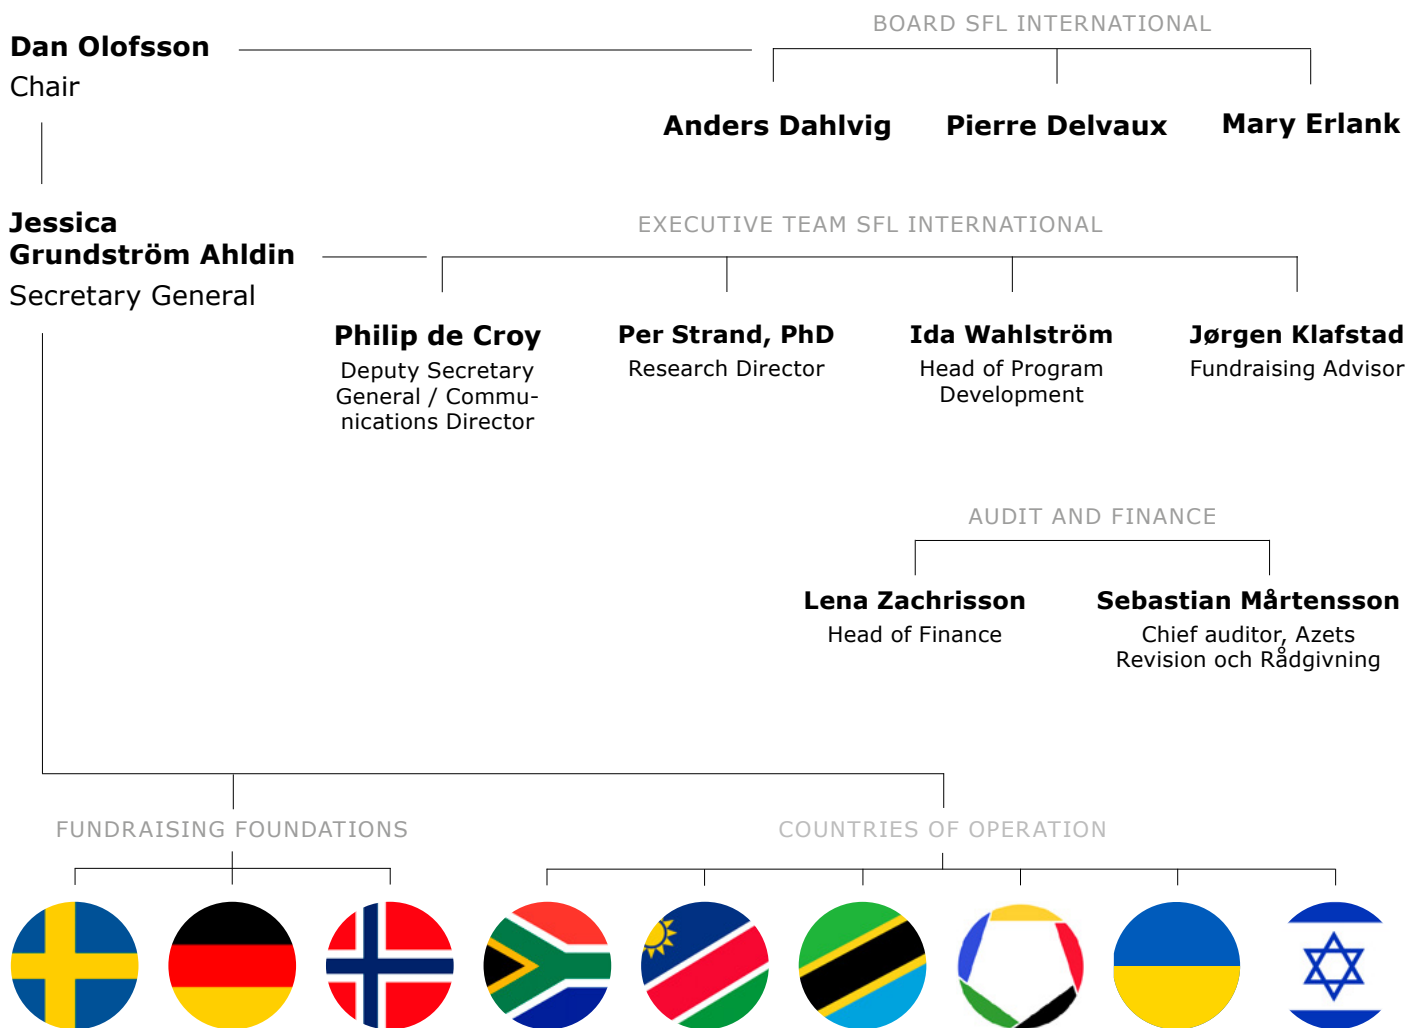 BOARD SFL INTERNATIONAL
Dan Olofsson
Chair
Anders Dahlvig
Pierre Delvaux
Mary Erlank
Jessica
Grundström Ahldin
Secretary General
EXECUTIVE TEAM SFL INTERNATIONAL
Philip de Croy
Deputy Secretary
General / Commu-
nications Director
Per Strand, PhD
Research Director
Ida Wahlström
Head of Program
Development
Jørgen Klafstad
Fundraising Advisor
AUDIT AND FINANCE
Lena Zachrisson
Head of Finance
Sebastian Mårtensson
Chief auditor, Azets
Revision och Rådgivning
FUNDRAISING FOUNDATIONS
COUNTRIES OF OPERATION